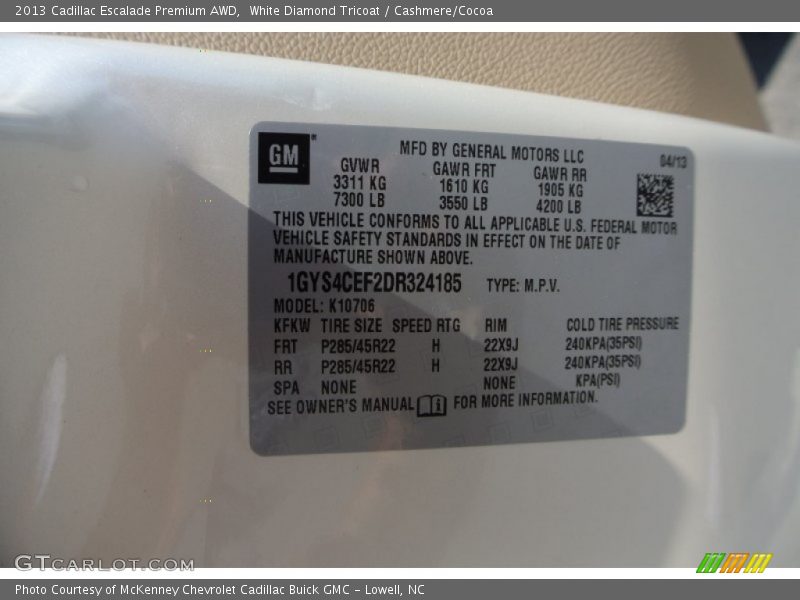 2013 Cadillac Escalade Premium AWD,  White Diamond Tricoat / Cashmere/Cocoa
GM
MFD BY GENERAL MOTORS LLC 04/13
GVWR GAWR FRT GAWR RR
3311 KG 1610 KG 1905 KG
7300 LB 3550 LB 4200 LB
THIS VEHICLE CONFORMS TO ALL APPLICABLE U.S. FEDERAL MOTOR
VEHICLE SAFETY STANDARDS IN EFFECT ON THE DATE OF
MANUFACTURE SHOWN ABOVE.
1GYS4CEF2DR324185 TYPE: M.P.V.
MODEL: K10706
KFKW TIRE SIZE SPEED RTG RIM COLD TIRE PRESSURE
FRT P285/45R22 H 22X9J 240KPA(35PSI)
RR P285/45R22 H 22X9J 240KPA(35PSI)
SPA NONE NONE KPA(PSI)
SEE OWNER'S MANUAL FOR MORE INFORMATION.
GTCARLOT.COM
Photo Courtesy of McKenney Chevrolet Cadillac Buick GMC – Lowell, NC